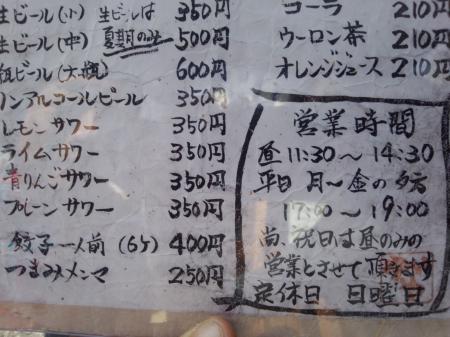 生ビール(小) 生ビールは 350円
生ビール(中) 夏期のみ 500円
瓶ビール(大瓶) 600円
ノンアルコールビール 350円
レモンサワー 350円
ライムサワー 350円
青りんごサワー 350円
プレーンサワー 350円
餃子一人前 (6ケ) 400円
つまみメンマ 250円
コーラ 210円
ウーロン茶 210円
オレンジジュース 210円
営業時間
昼 11:30〜14:30
平日 月〜金の夕方
17:00〜19:00
尚、祝日は昼のみの
営業とさせて頂きます
定休日 日曜日